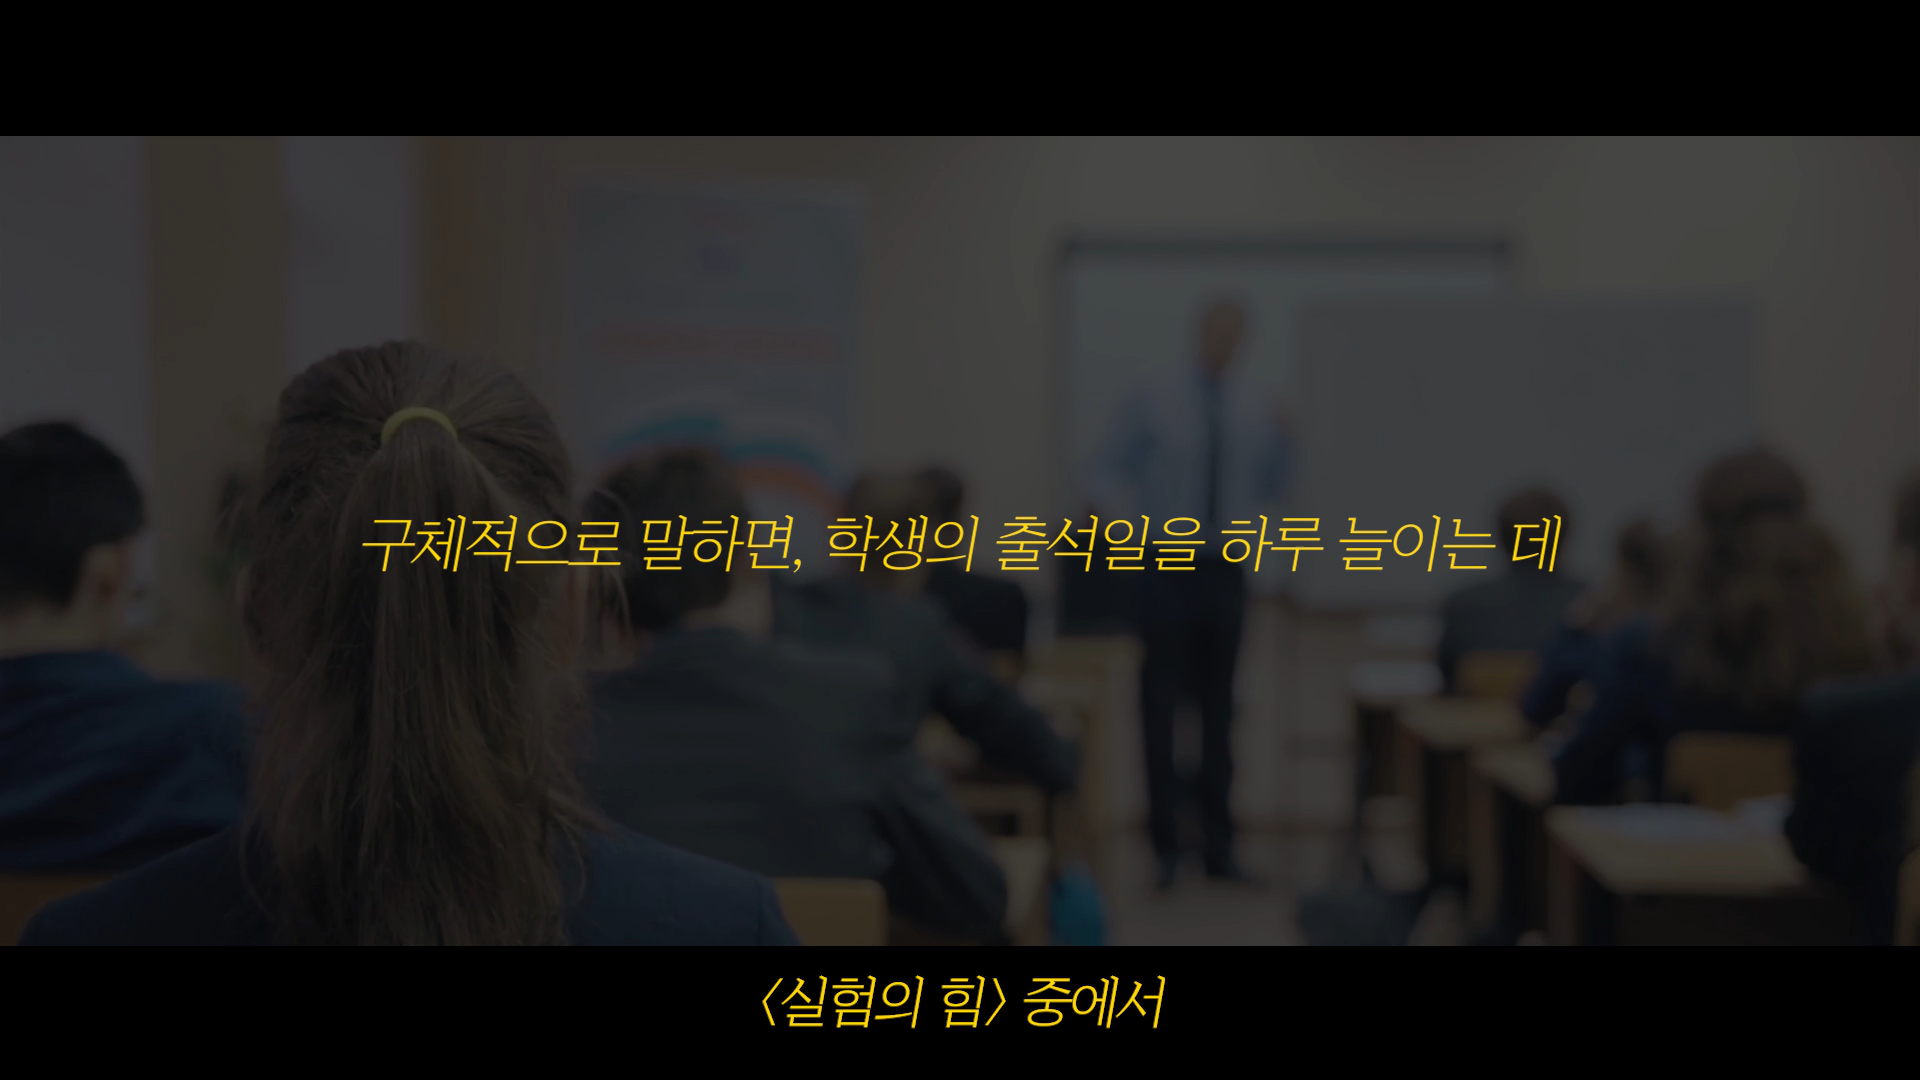 구체적으로 말하면, 학생의 출석일을 하루 늘이는 데
<실험의 힘> 중에서